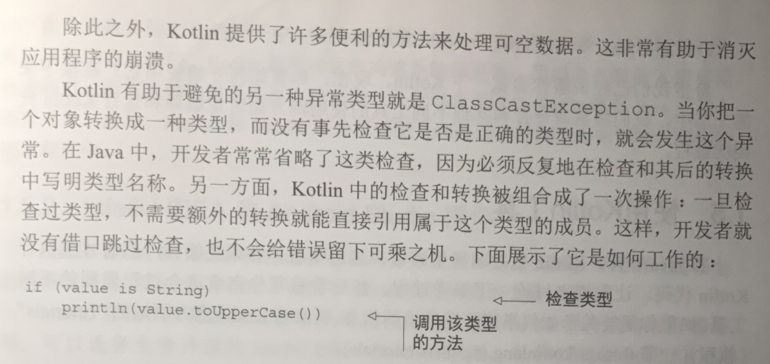 除此之外，Kotlin 提供了许多便利的方法来处理可空数据。这非常有助于消灭
应用程序的崩溃。
Kotlin 有助于避免的另一种异常类型就是 ClassCastException。当你把一
个对象转换成一种类型，而没有事先检查它是否是正确的类型时，就会发生这个异
常。在 Java 中，开发者常常省略了这类检查，因为必须反复地在检查和其后的转换
中写明类型名称。另一方面，Kotlin 中的检查和转换被组合成了一次操作：一旦检
查过类型，不需要额外的转换就能直接引用属于这个类型的成员。这样，开发者就
没有借口跳过检查，也不会给错误留下可乘之机。下面展示了它是如何工作的：
if (value is String) 检查类型
println(value.toUpperCase()) 调用该类型
的方法